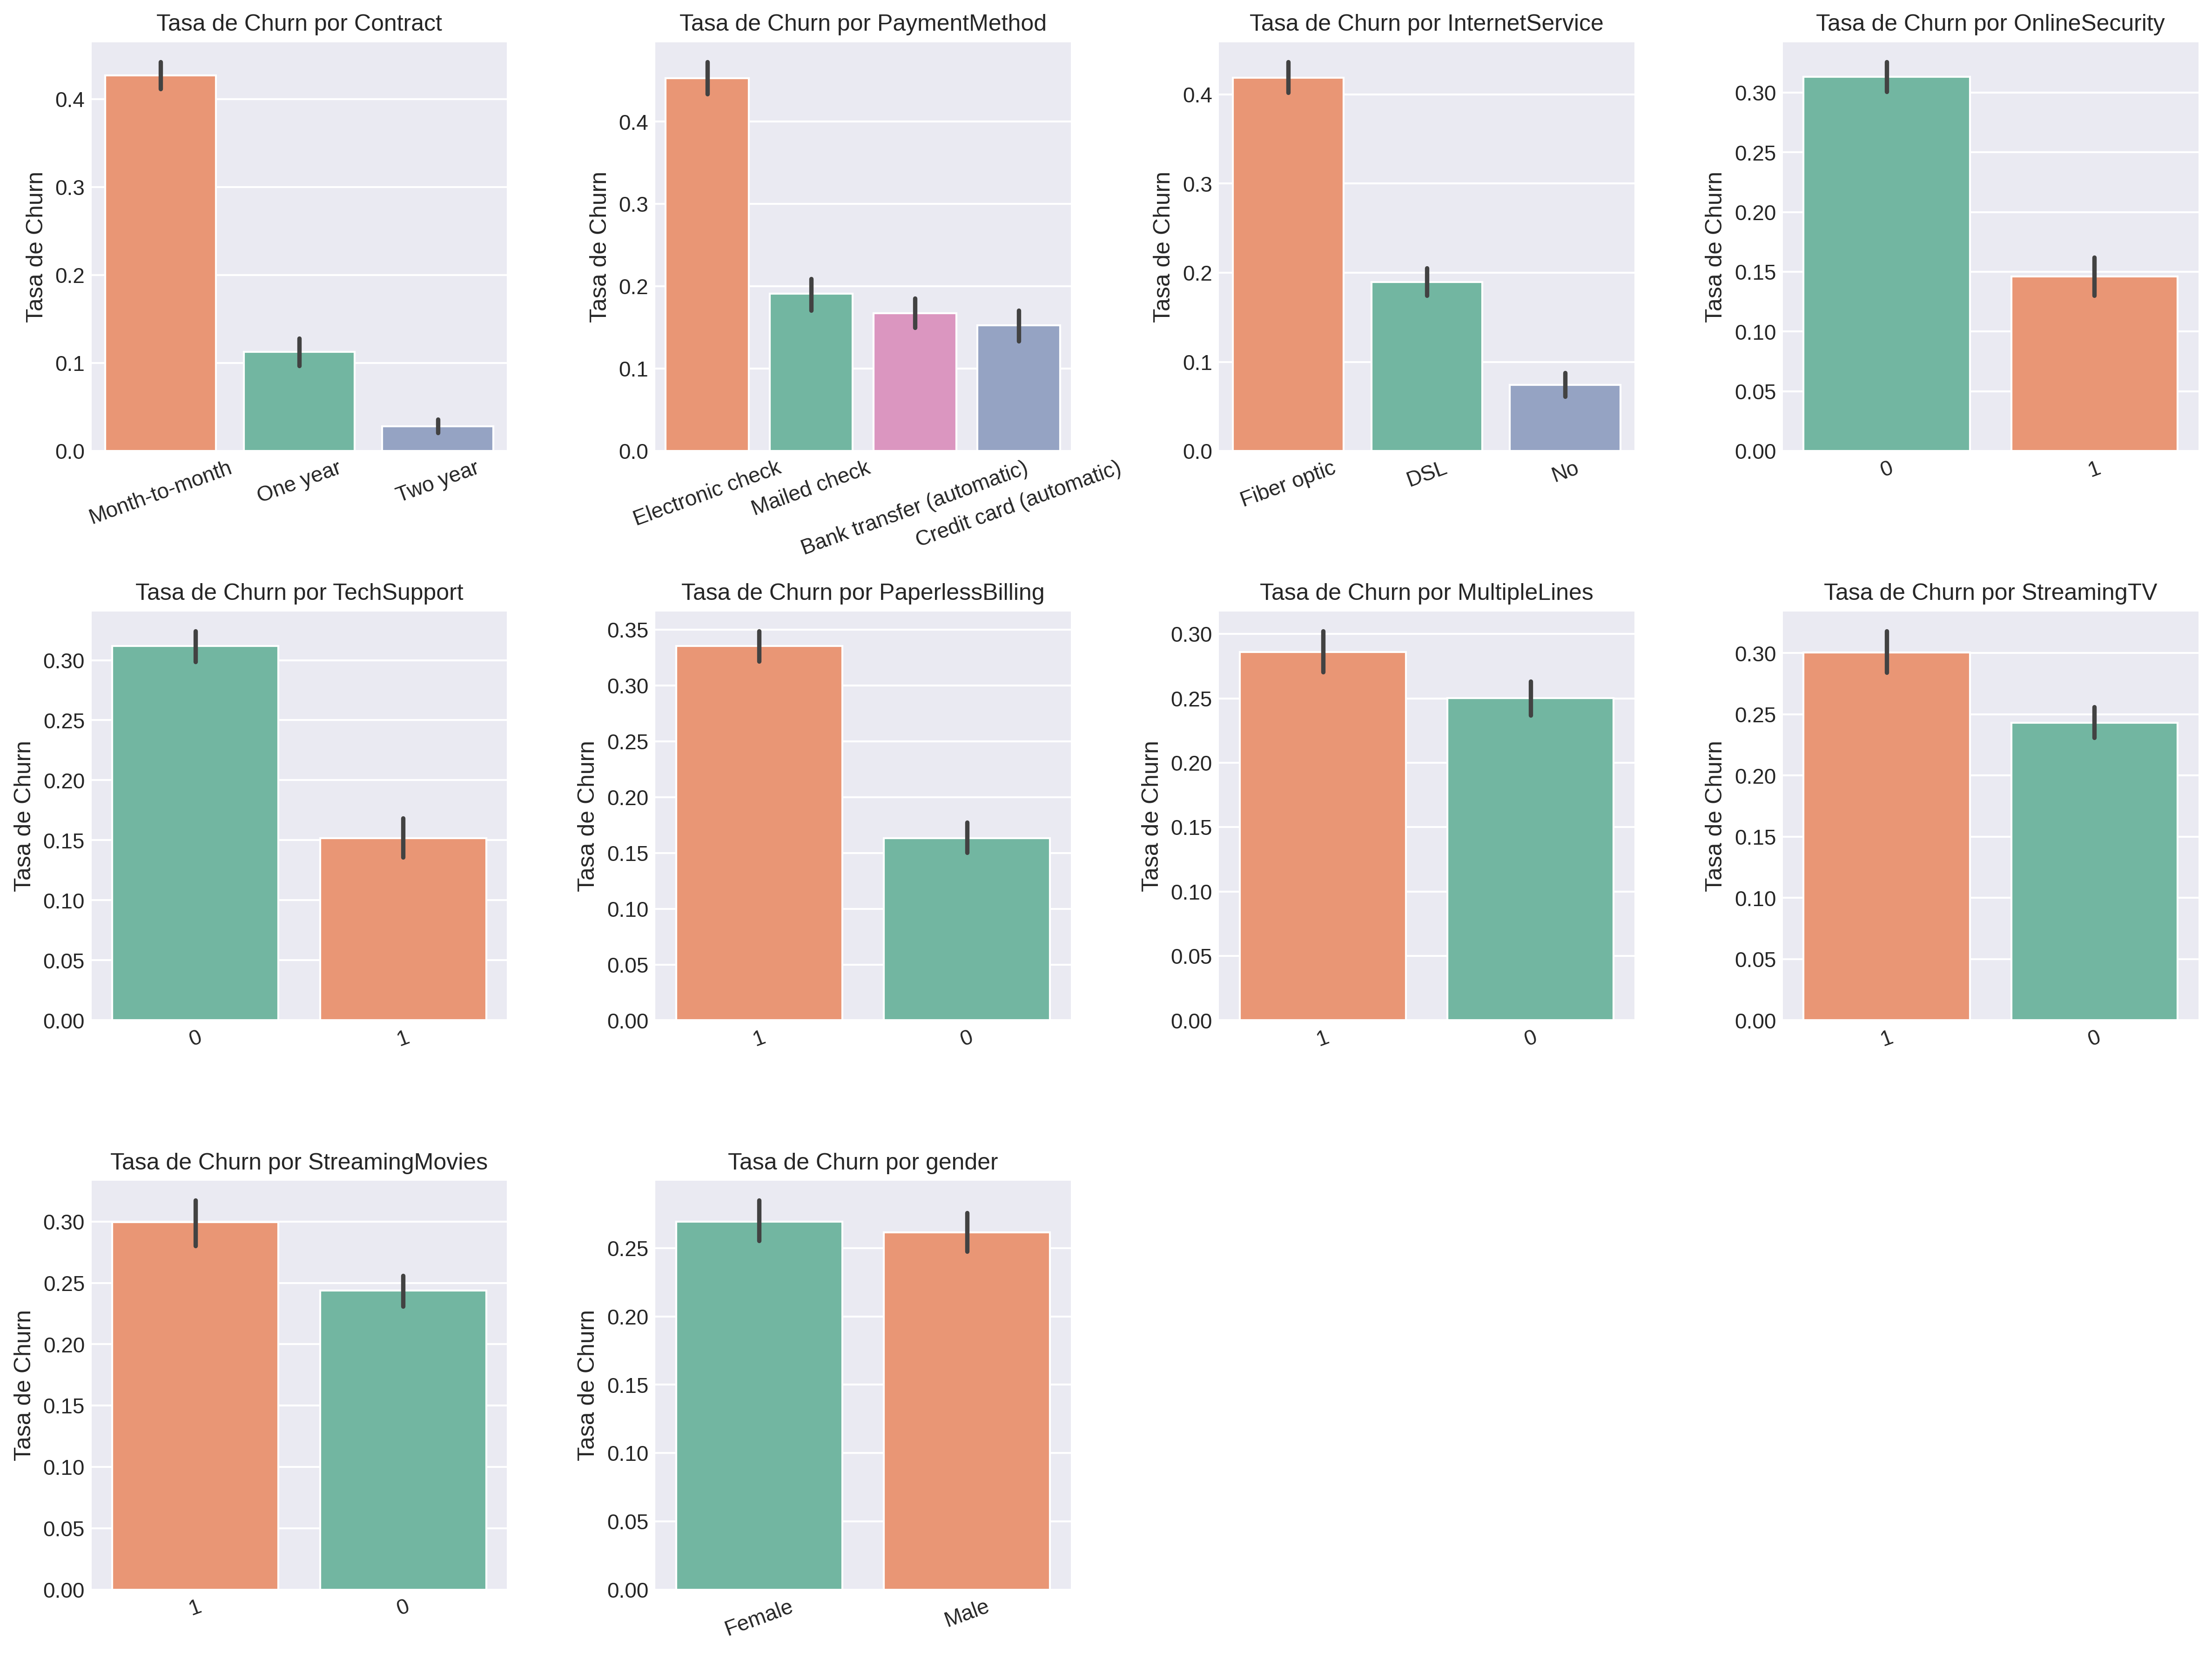 Tasa de Churn por Contract
Tasa de Churn
0.4
0.3
0.2
0.1
0.0
Month-to-month
One year
Two year
Tasa de Churn por PaymentMethod
Tasa de Churn
0.4
0.3
0.2
0.1
0.0
Electronic check
Mailed check
Bank transfer (automatic)
Credit card (automatic)
Tasa de Churn por InternetService
Tasa de Churn
0.4
0.3
0.2
0.1
0.0
Fiber optic
DSL
No
Tasa de Churn por OnlineSecurity
Tasa de Churn
0.30
0.25
0.20
0.15
0.10
0.05
0.00
0
1
Tasa de Churn por TechSupport
Tasa de Churn
0.30
0.25
0.20
0.15
0.10
0.05
0.00
0
1
Tasa de Churn por PaperlessBilling
Tasa de Churn
0.35
0.30
0.25
0.20
0.15
0.10
0.05
0.00
1
0
Tasa de Churn por MultipleLines
Tasa de Churn
0.30
0.25
0.20
0.15
0.10
0.05
0.00
1
0
Tasa de Churn por StreamingTV
Tasa de Churn
0.30
0.25
0.20
0.15
0.10
0.05
0.00
1
0
Tasa de Churn por StreamingMovies
Tasa de Churn
0.30
0.25
0.20
0.15
0.10
0.05
0.00
1
0
Tasa de Churn por gender
Tasa de Churn
0.25
0.20
0.15
0.10
0.05
0.00
Female
Male